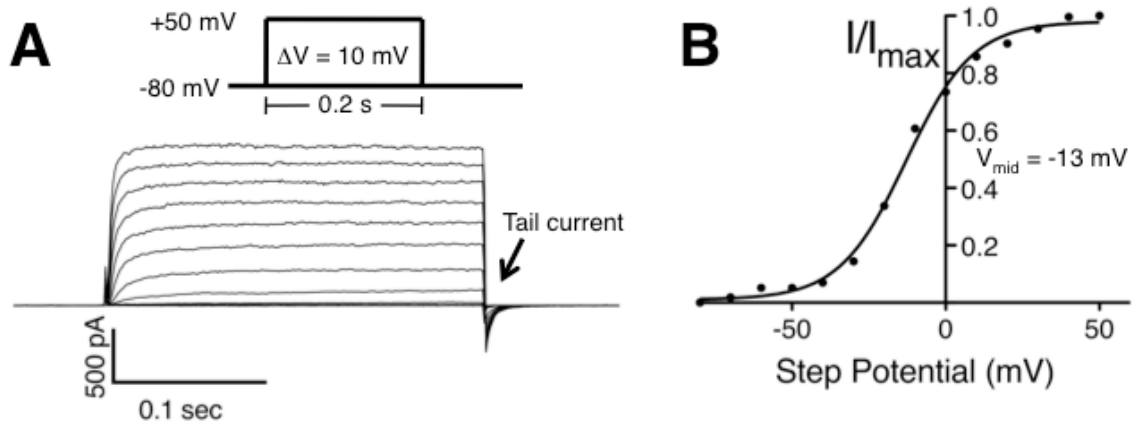 A
+50 mV
ΔV = 10 mV
-80 mV
0.2 s
Tail current
500 pA
0.1 sec
B
I/Imax
1.0
0.8
0.6
0.4
0.2
Vmid = -13 mV
-50
0
50
Step Potential (mV)